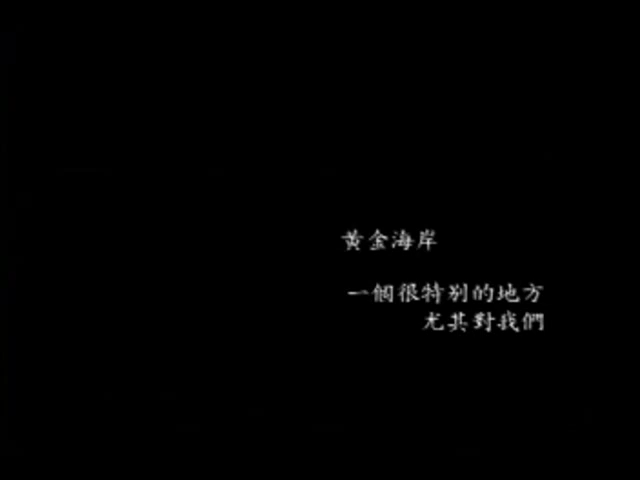 黃金海岸
一個很特別的地方
尤其對我們